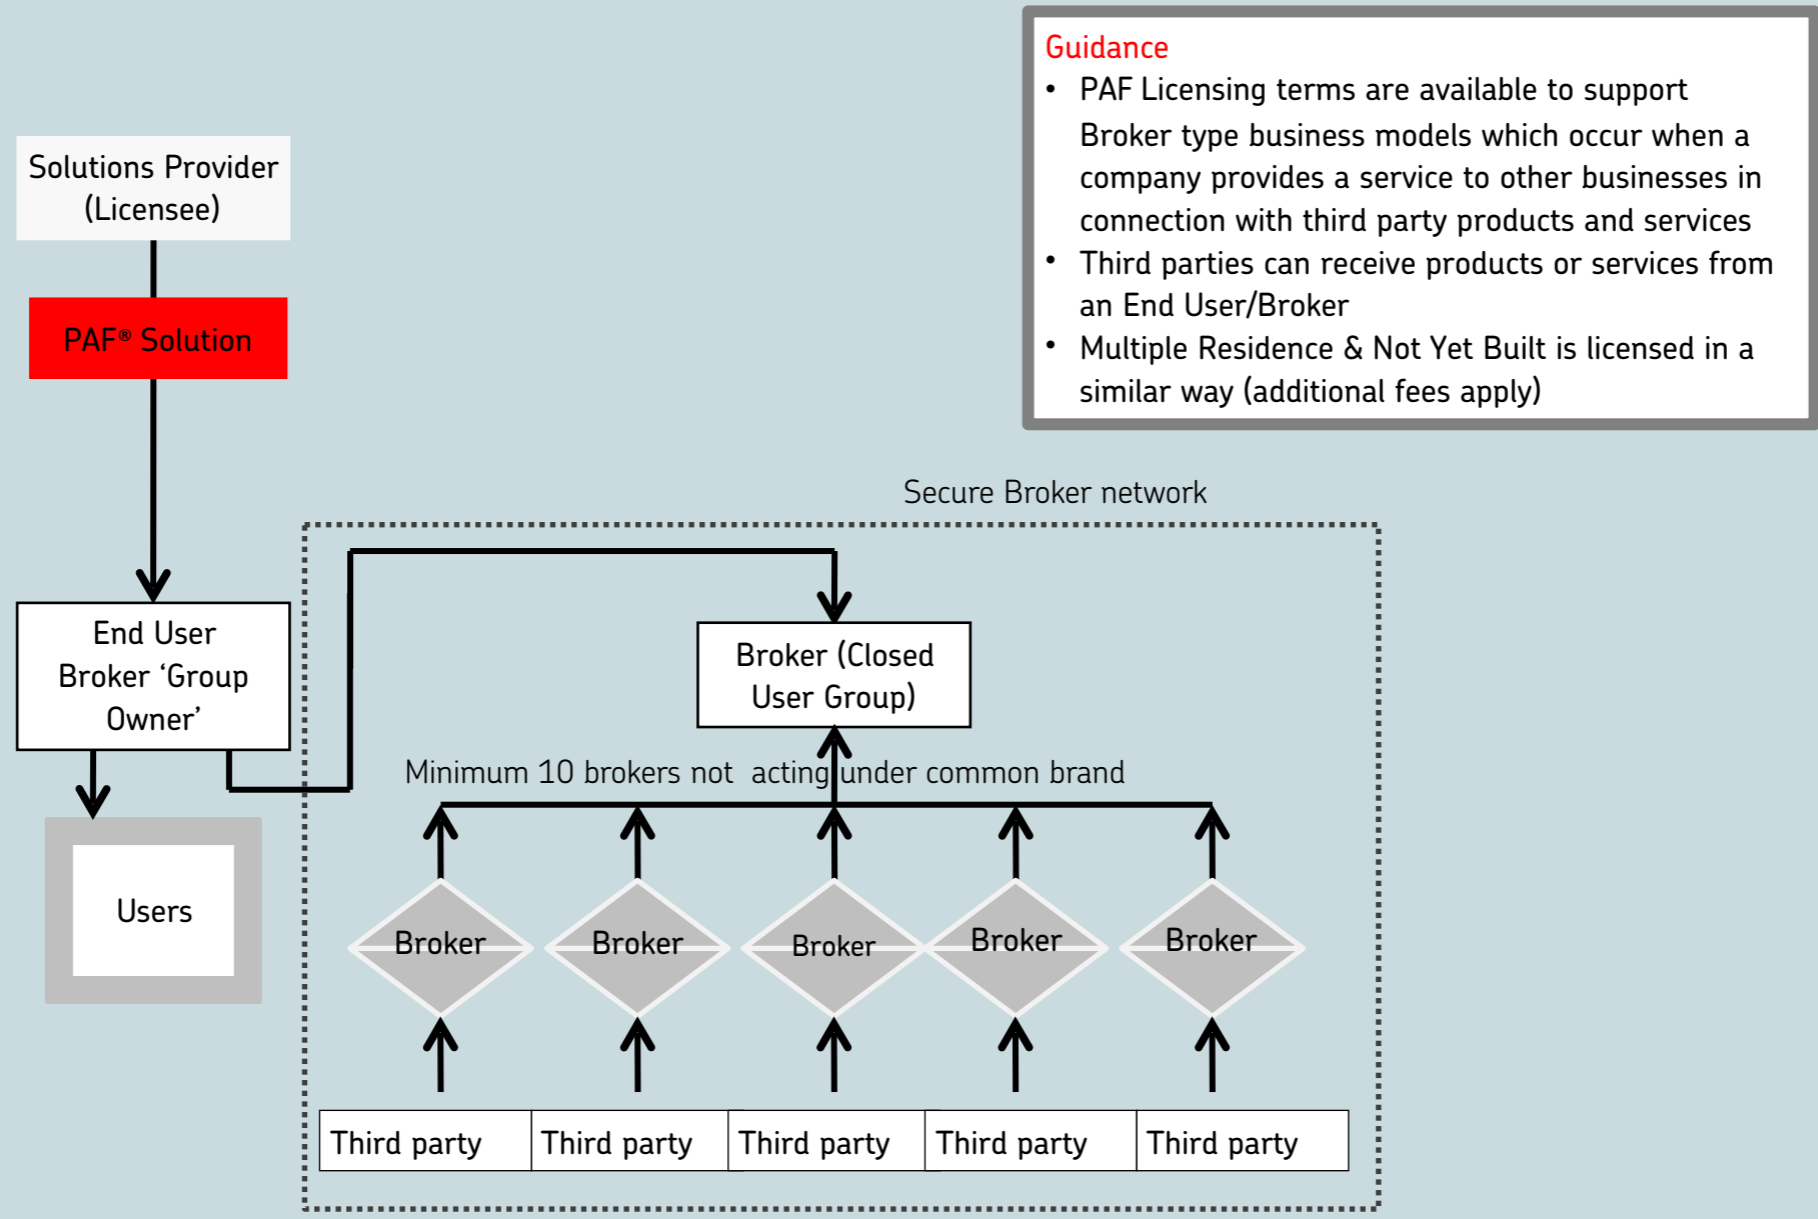 Guidance
• PAF Licensing terms are available to support
Broker type business models which occur when a
company provides a service to other businesses in
connection with third party products and services
• Third parties can receive products or services from
an End User/Broker
• Multiple Residence & Not Yet Built is licensed in a
similar way (additional fees apply)
Solutions Provider
(Licensee)
PAF® Solution
End User
Broker ‘Group
Owner’
Users
Secure Broker network
Broker (Closed
User Group)
Minimum 10 brokers not acting under common brand
Broker
Broker
Broker
Broker
Broker
Third party
Third party
Third party
Third party
Third party